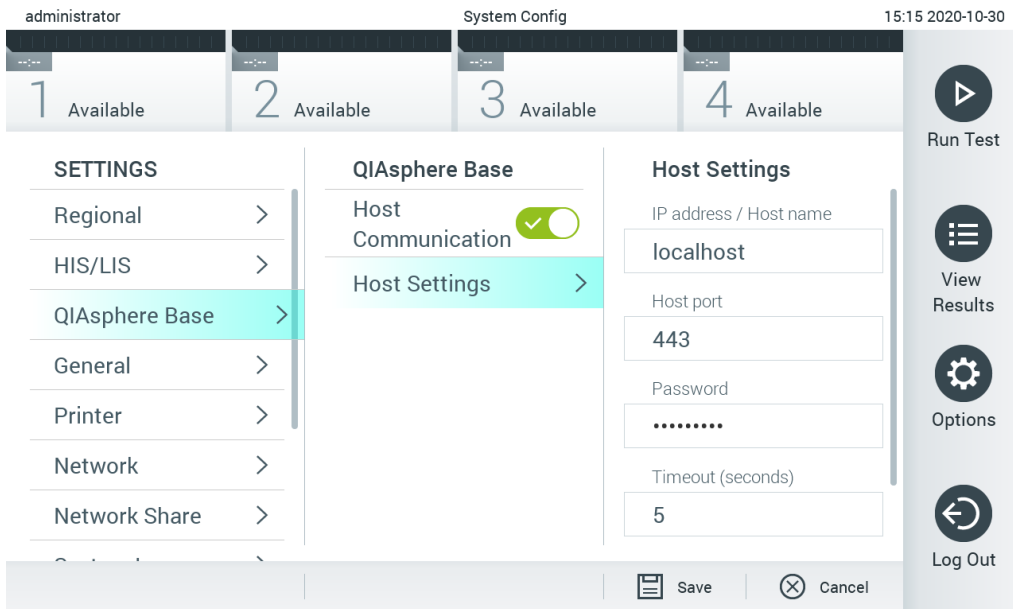 administrator
System Config
15:15 2020-10-30
--:--
1 Available
--:--
2 Available
--:--
3 Available
--:--
4 Available
SETTINGS
Regional
HIS/LIS
QIAsphere Base
General
Printer
Network
Network Share
QIAsphere Base
Host
Communication
Host Settings
Host Settings
IP address / Host name
localhost
Host port
443
Password
•••••••••
Timeout (seconds)
5
Run Test
View
Results
Options
Log Out
Save
Cancel